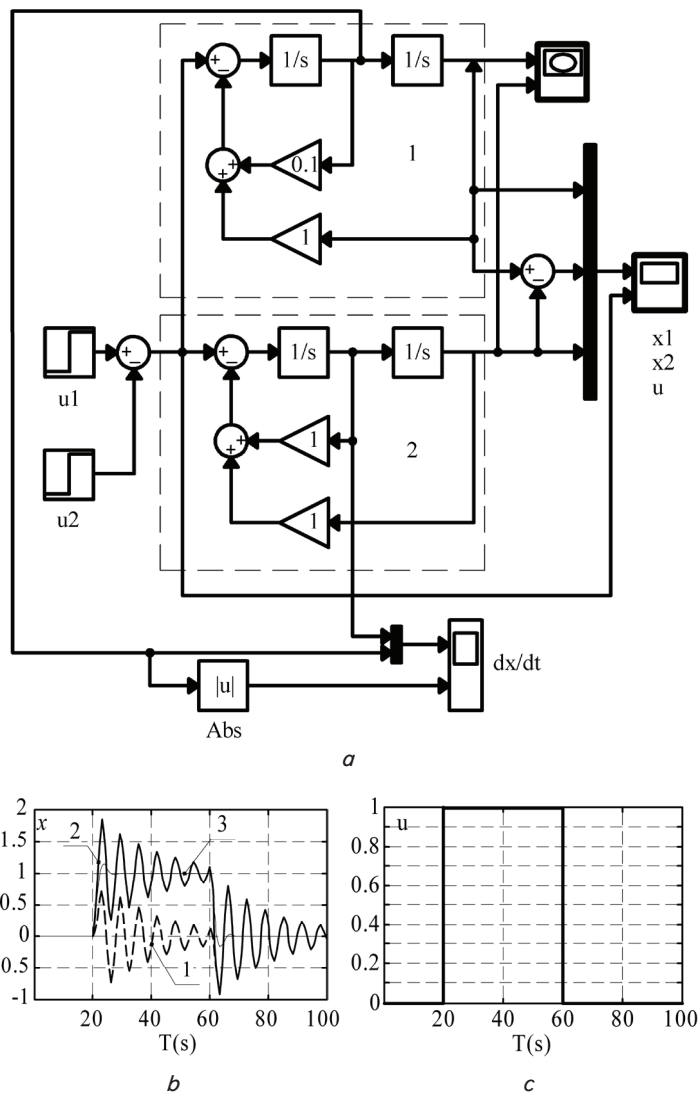 + −
1/s
1/s
+ +
0.1
1
1
+ −
u1
+ −
+ −
1/s
1/s
x1
x2
u
u2
+ +
1
2
1
|u|
dx/dt
Abs
a
2
1.5
1
0.5
0
-0.5
-1
x
2
3
1
20 40 60 80 100
T(s)
b
1
0.8
0.6
0.4
0.2
0
u
20 40 60 80 100
T(s)
c